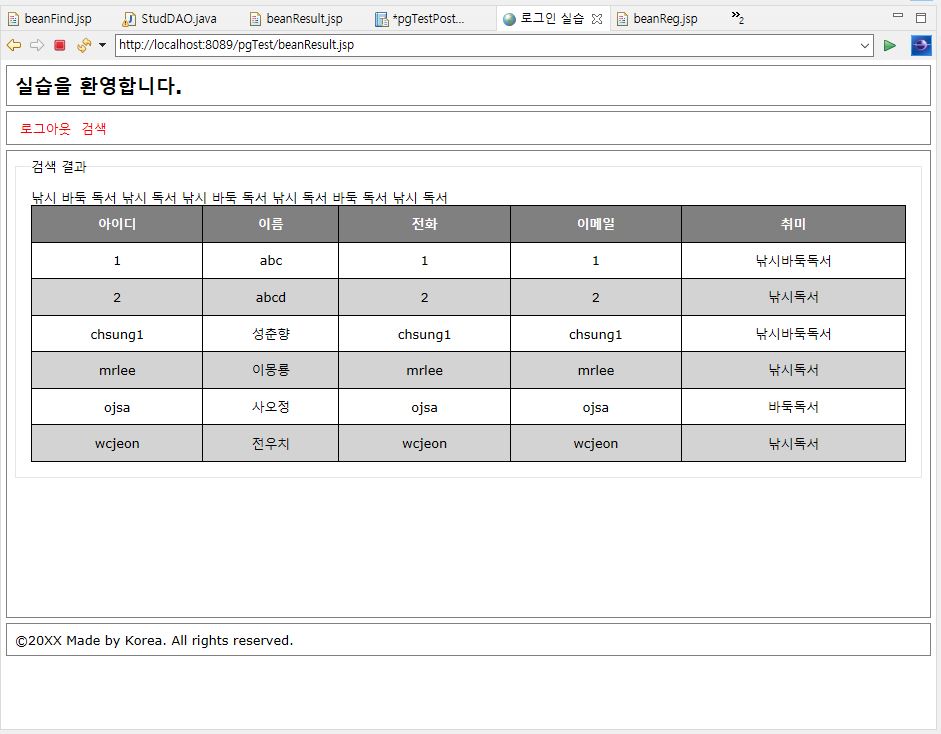 beanFind.jsp StudDAO.java beanResult.jsp *pgTestPost... 로그인 실습 beanReg.jsp »2
http://localhost:8089/pgTest/beanResult.jsp
실습을 환영합니다.
로그아웃 검색
검색 결과
낚시 바둑 독서 낚시 독서 낚시 바둑 독서 낚시 독서 바둑 독서 낚시 독서
아이디 이름 전화 이메일 취미
1 abc 1 1 낚시바둑독서
2 abcd 2 2 낚시독서
chsung1 성춘향 chsung1 chsung1 낚시바둑독서
mrlee 이몽룡 mrlee mrlee 낚시독서
ojsa 사오정 ojsa ojsa 바둑독서
wcjeon 전우치 wcjeon wcjeon 낚시독서
©20XX Made by Korea. All rights reserved.